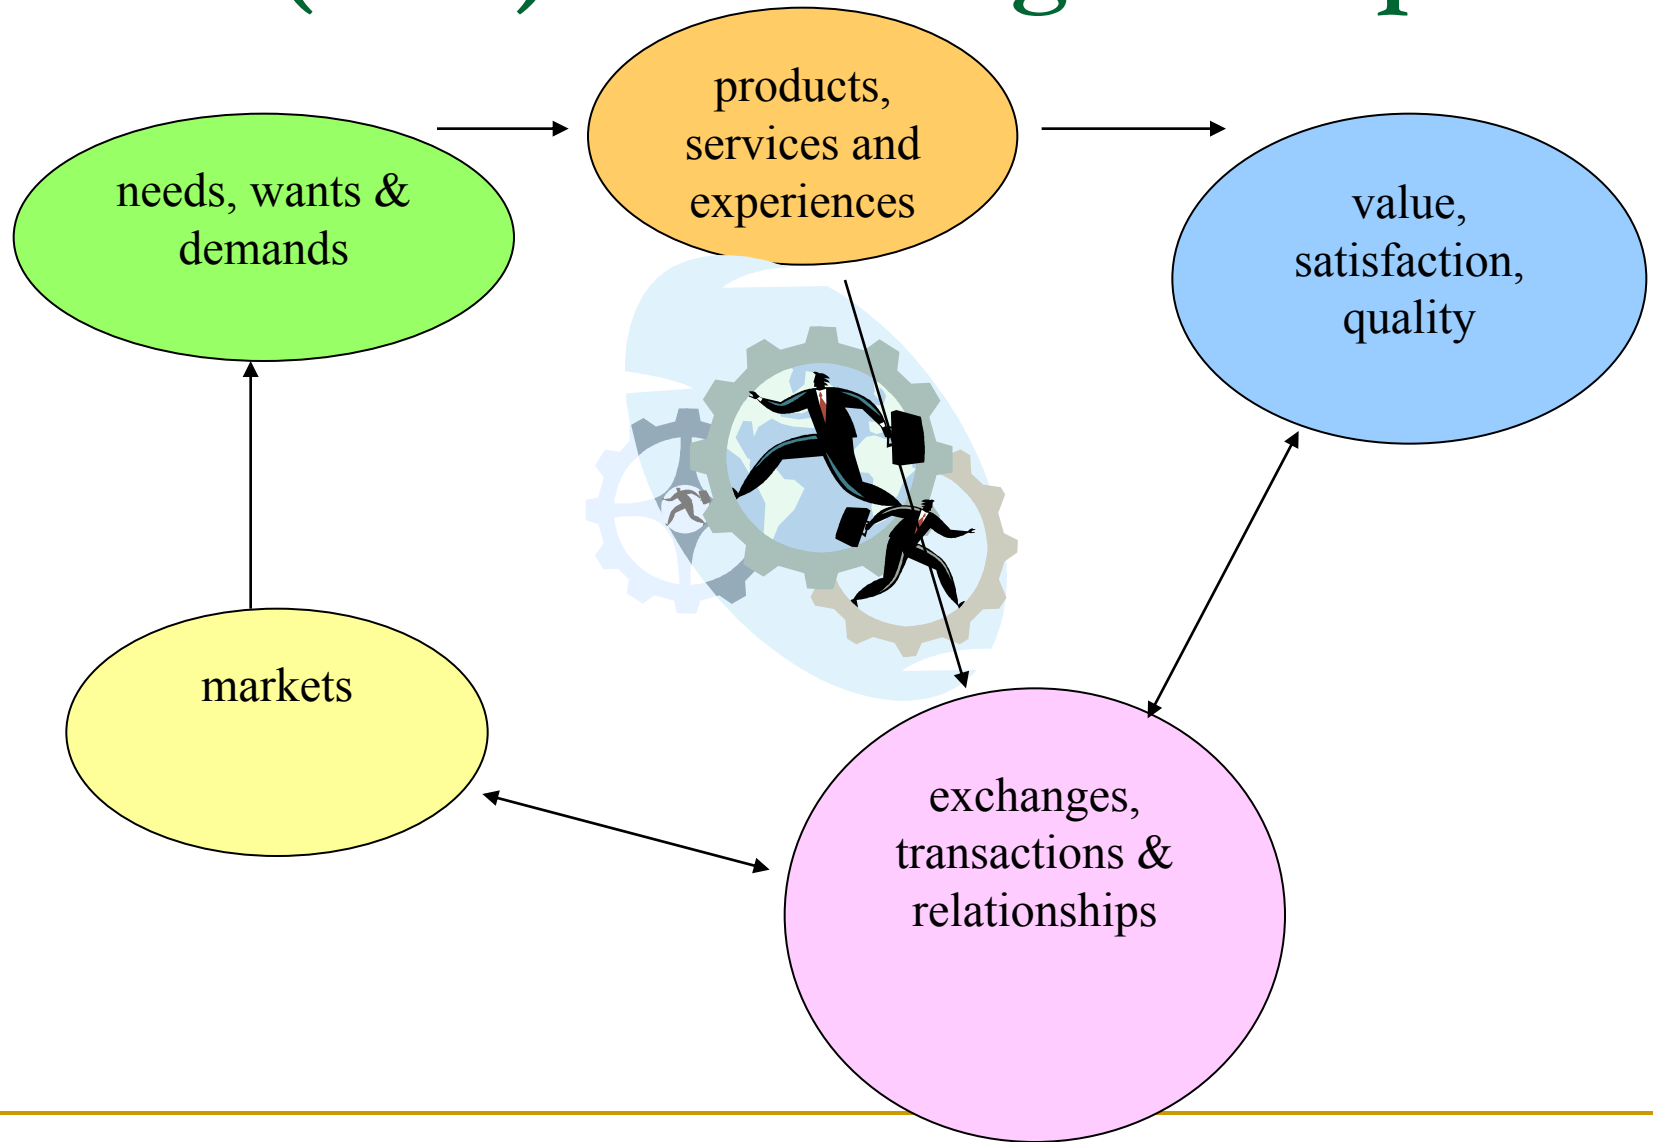 products,
services and
experiences
needs, wants &
demands
value,
satisfaction,
quality
markets
exchanges,
transactions &
relationships